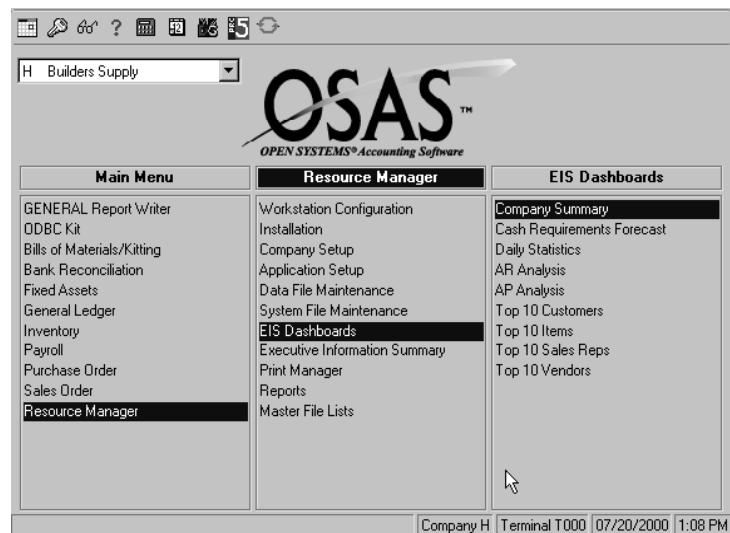 H Builders Supply
OSAS™
OPEN SYSTEMS® Accounting Software
Main Menu
GENERAL Report Writer
ODBC Kit
Bills of Materials/Kitting
Bank Reconciliation
Fixed Assets
General Ledger
Inventory
Payroll
Purchase Order
Sales Order
Resource Manager
Resource Manager
Workstation Configuration
Installation
Company Setup
Application Setup
Data File Maintenance
System File Maintenance
EIS Dashboards
Executive Information Summary
Print Manager
Reports
Master File Lists
EIS Dashboards
Company Summary
Cash Requirements Forecast
Daily Statistics
AR Analysis
AP Analysis
Top 10 Customers
Top 10 Items
Top 10 Sales Reps
Top 10 Vendors
Company H Terminal T000 07/20/2000 1:08 PM